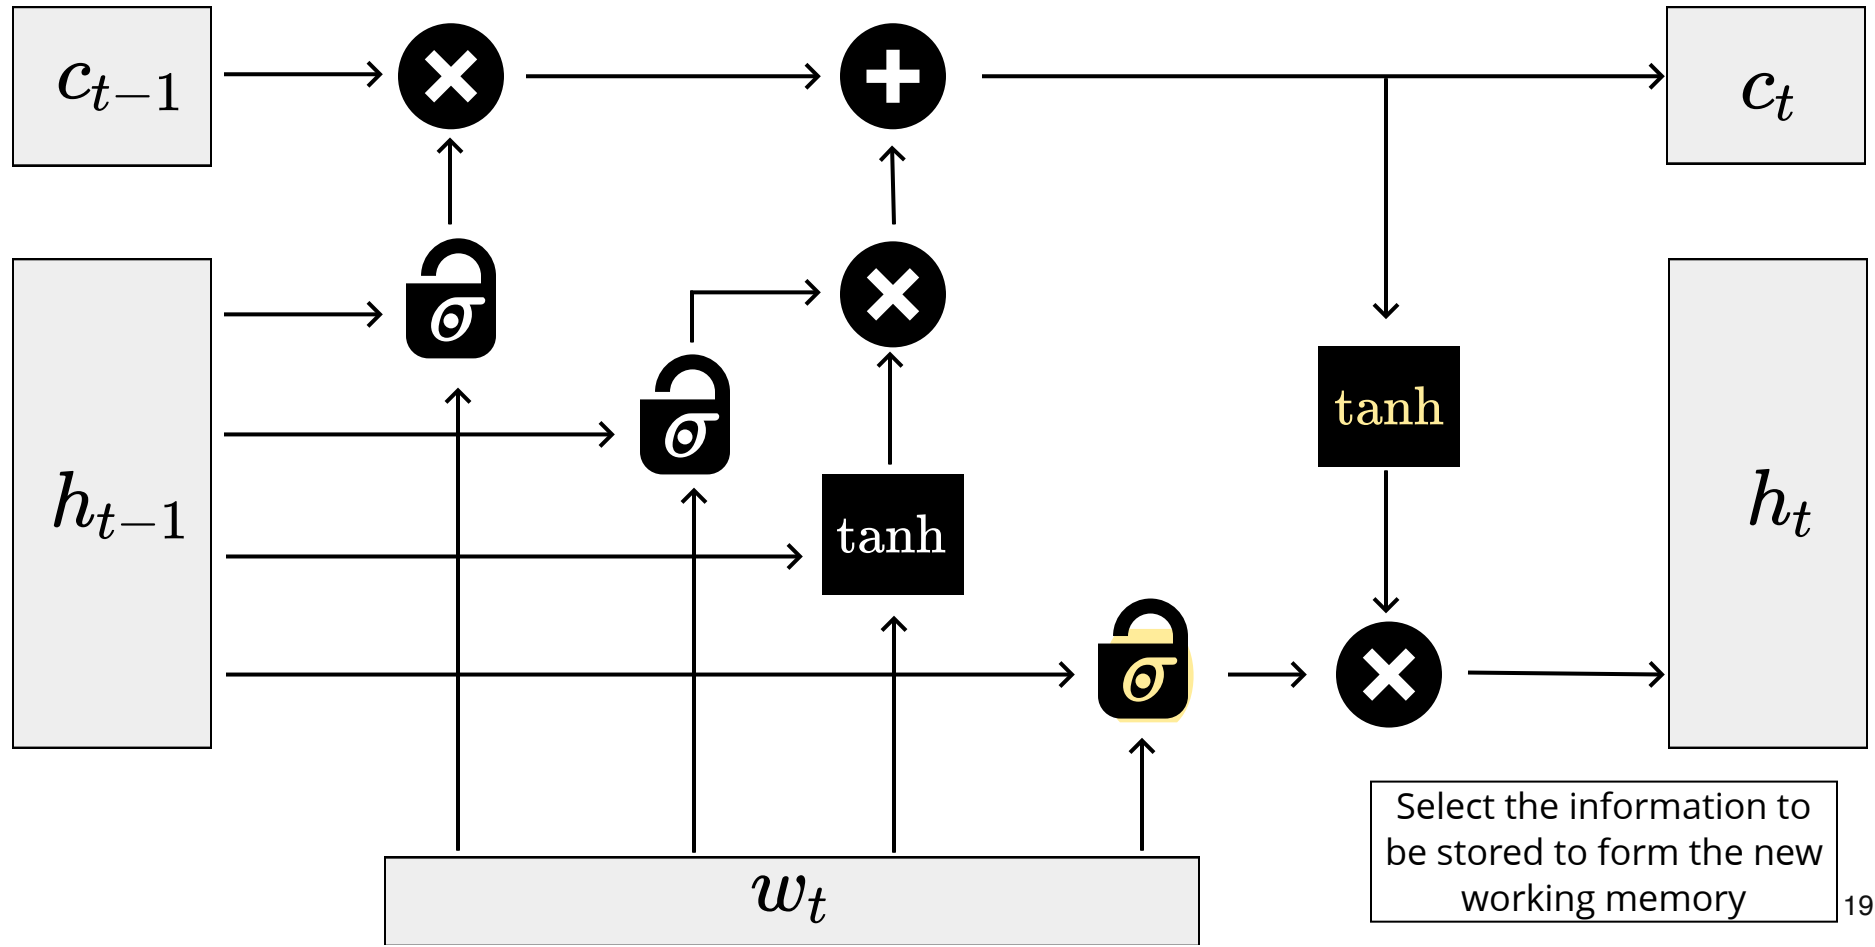 c_{t-1}
c_t
σ
σ
tanh
h_{t-1}
h_t
tanh
σ
Select the information to
be stored to form the new
working memory
w_t
19